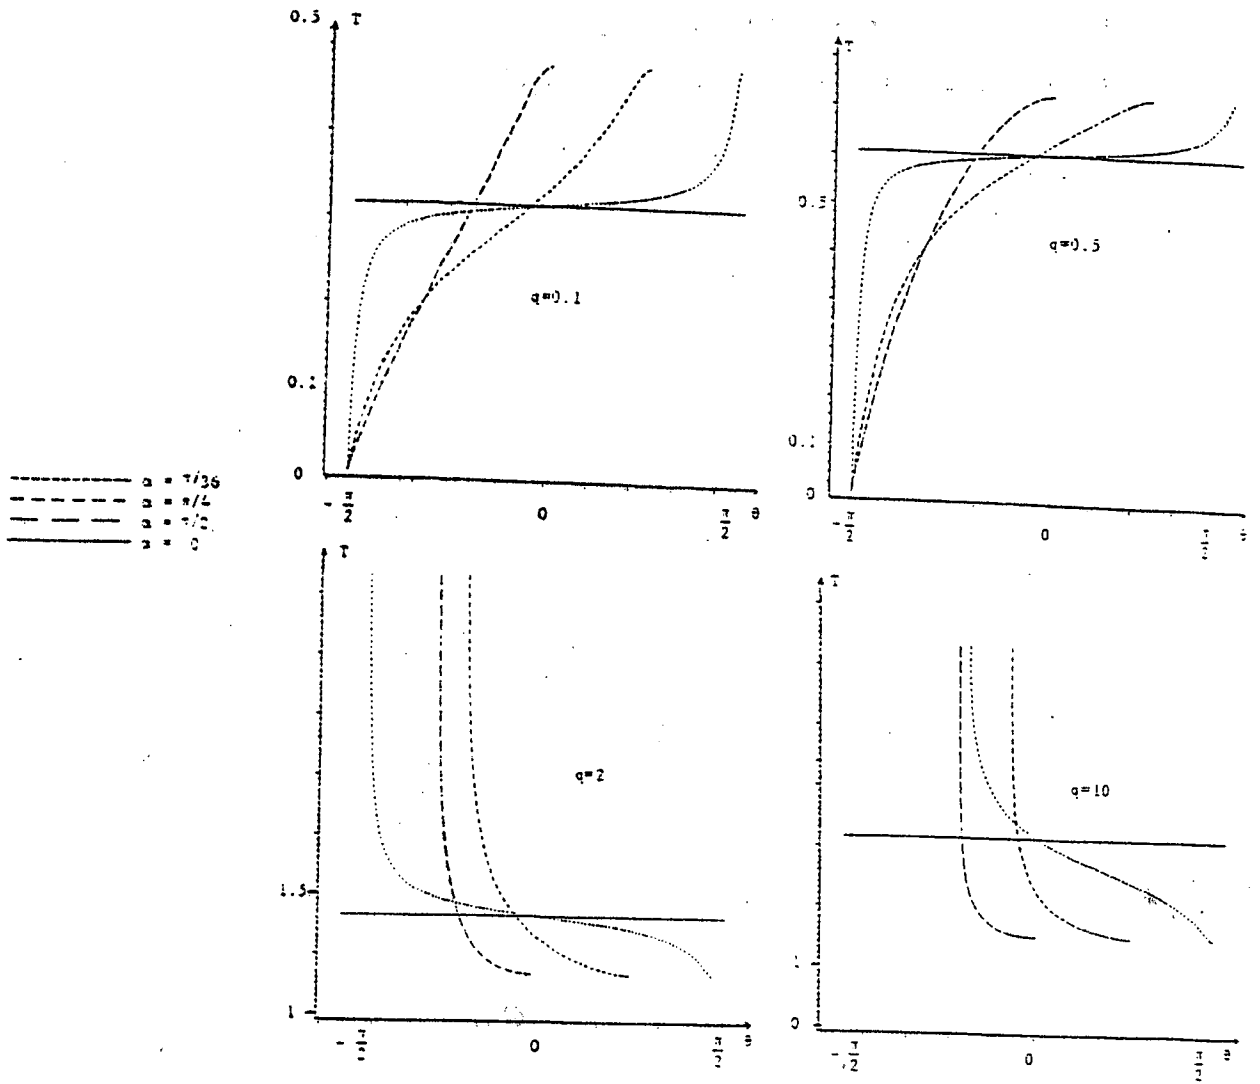 0.5 T
q=0.1
0.1
0
-π/2 0 π/2 θ
T
0.5
q=0.5
0.1
0
-π/2 0 π/2 θ
α = π/36
α = π/4
α = π/2
α = 0
T
q=2
1.5
1
-π/2 0 π/2 θ
T
q=10
1
0
-π/2 0 π/2 θ